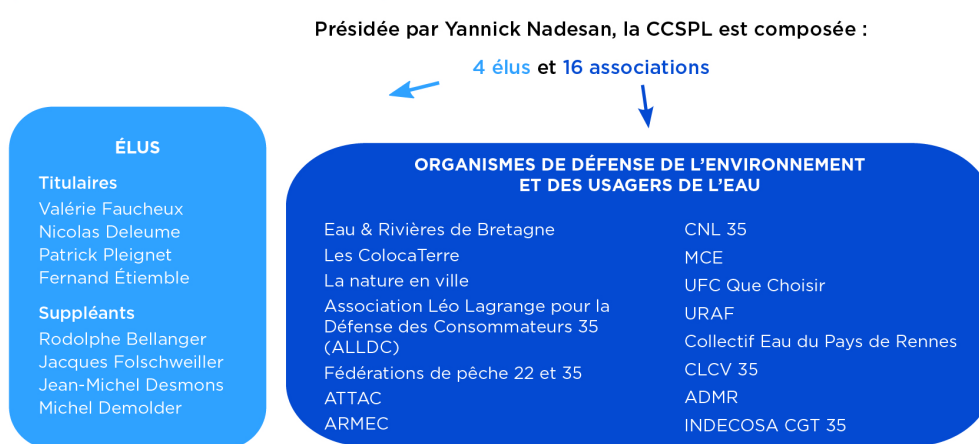 Présidée par Yannick Nadesan, la CCSPL est composée :
4 élus et 16 associations
ÉLUS
Titulaires
Valérie Faucheux
Nicolas Deleume
Patrick Pleignet
Fernand Étiemble
Suppléants
Rodolphe Bellanger
Jacques Folschweiller
Jean-Michel Desmons
Michel Demolder
ORGANISMES DE DÉFENSE DE L’ENVIRONNEMENT
ET DES USAGERS DE L’EAU
Eau & Rivières de Bretagne
Les ColocaTerre
La nature en ville
Association Léo Lagrange pour la
Défense des Consommateurs 35
(ALLDC)
Fédérations de pêche 22 et 35
ATTAC
ARMEC
CNL 35
MCE
UFC Que Choisir
URAF
Collectif Eau du Pays de Rennes
CLCV 35
ADMR
INDECOSA CGT 35